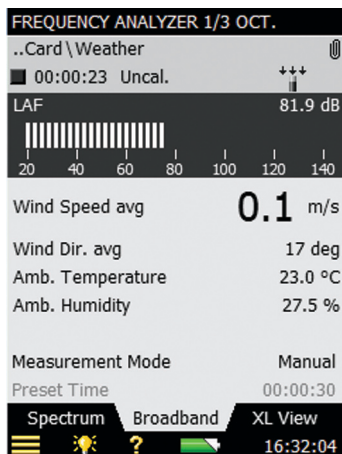 FREQUENCY ANALYZER 1/3 OCT.
..Card\Weather
00:00:23 Uncal.
LAF 81.9 dB
20 40 60 80 100 120 140
Wind Speed avg 0.1 m/s
Wind Dir. avg 17 deg
Amb. Temperature 23.0 °C
Amb. Humidity 27.5 %
Measurement Mode Manual
Preset Time 00:00:30
Spectrum Broadband XL View
? 16:32:04